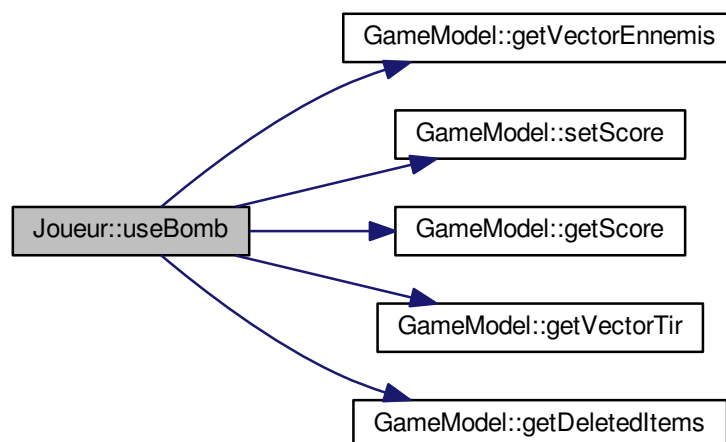 GameModel::getVectorEnnemis
GameModel::setScore
Joueur::useBomb
GameModel::getScore
GameModel::getVectorTir
GameModel::getDeletedItems